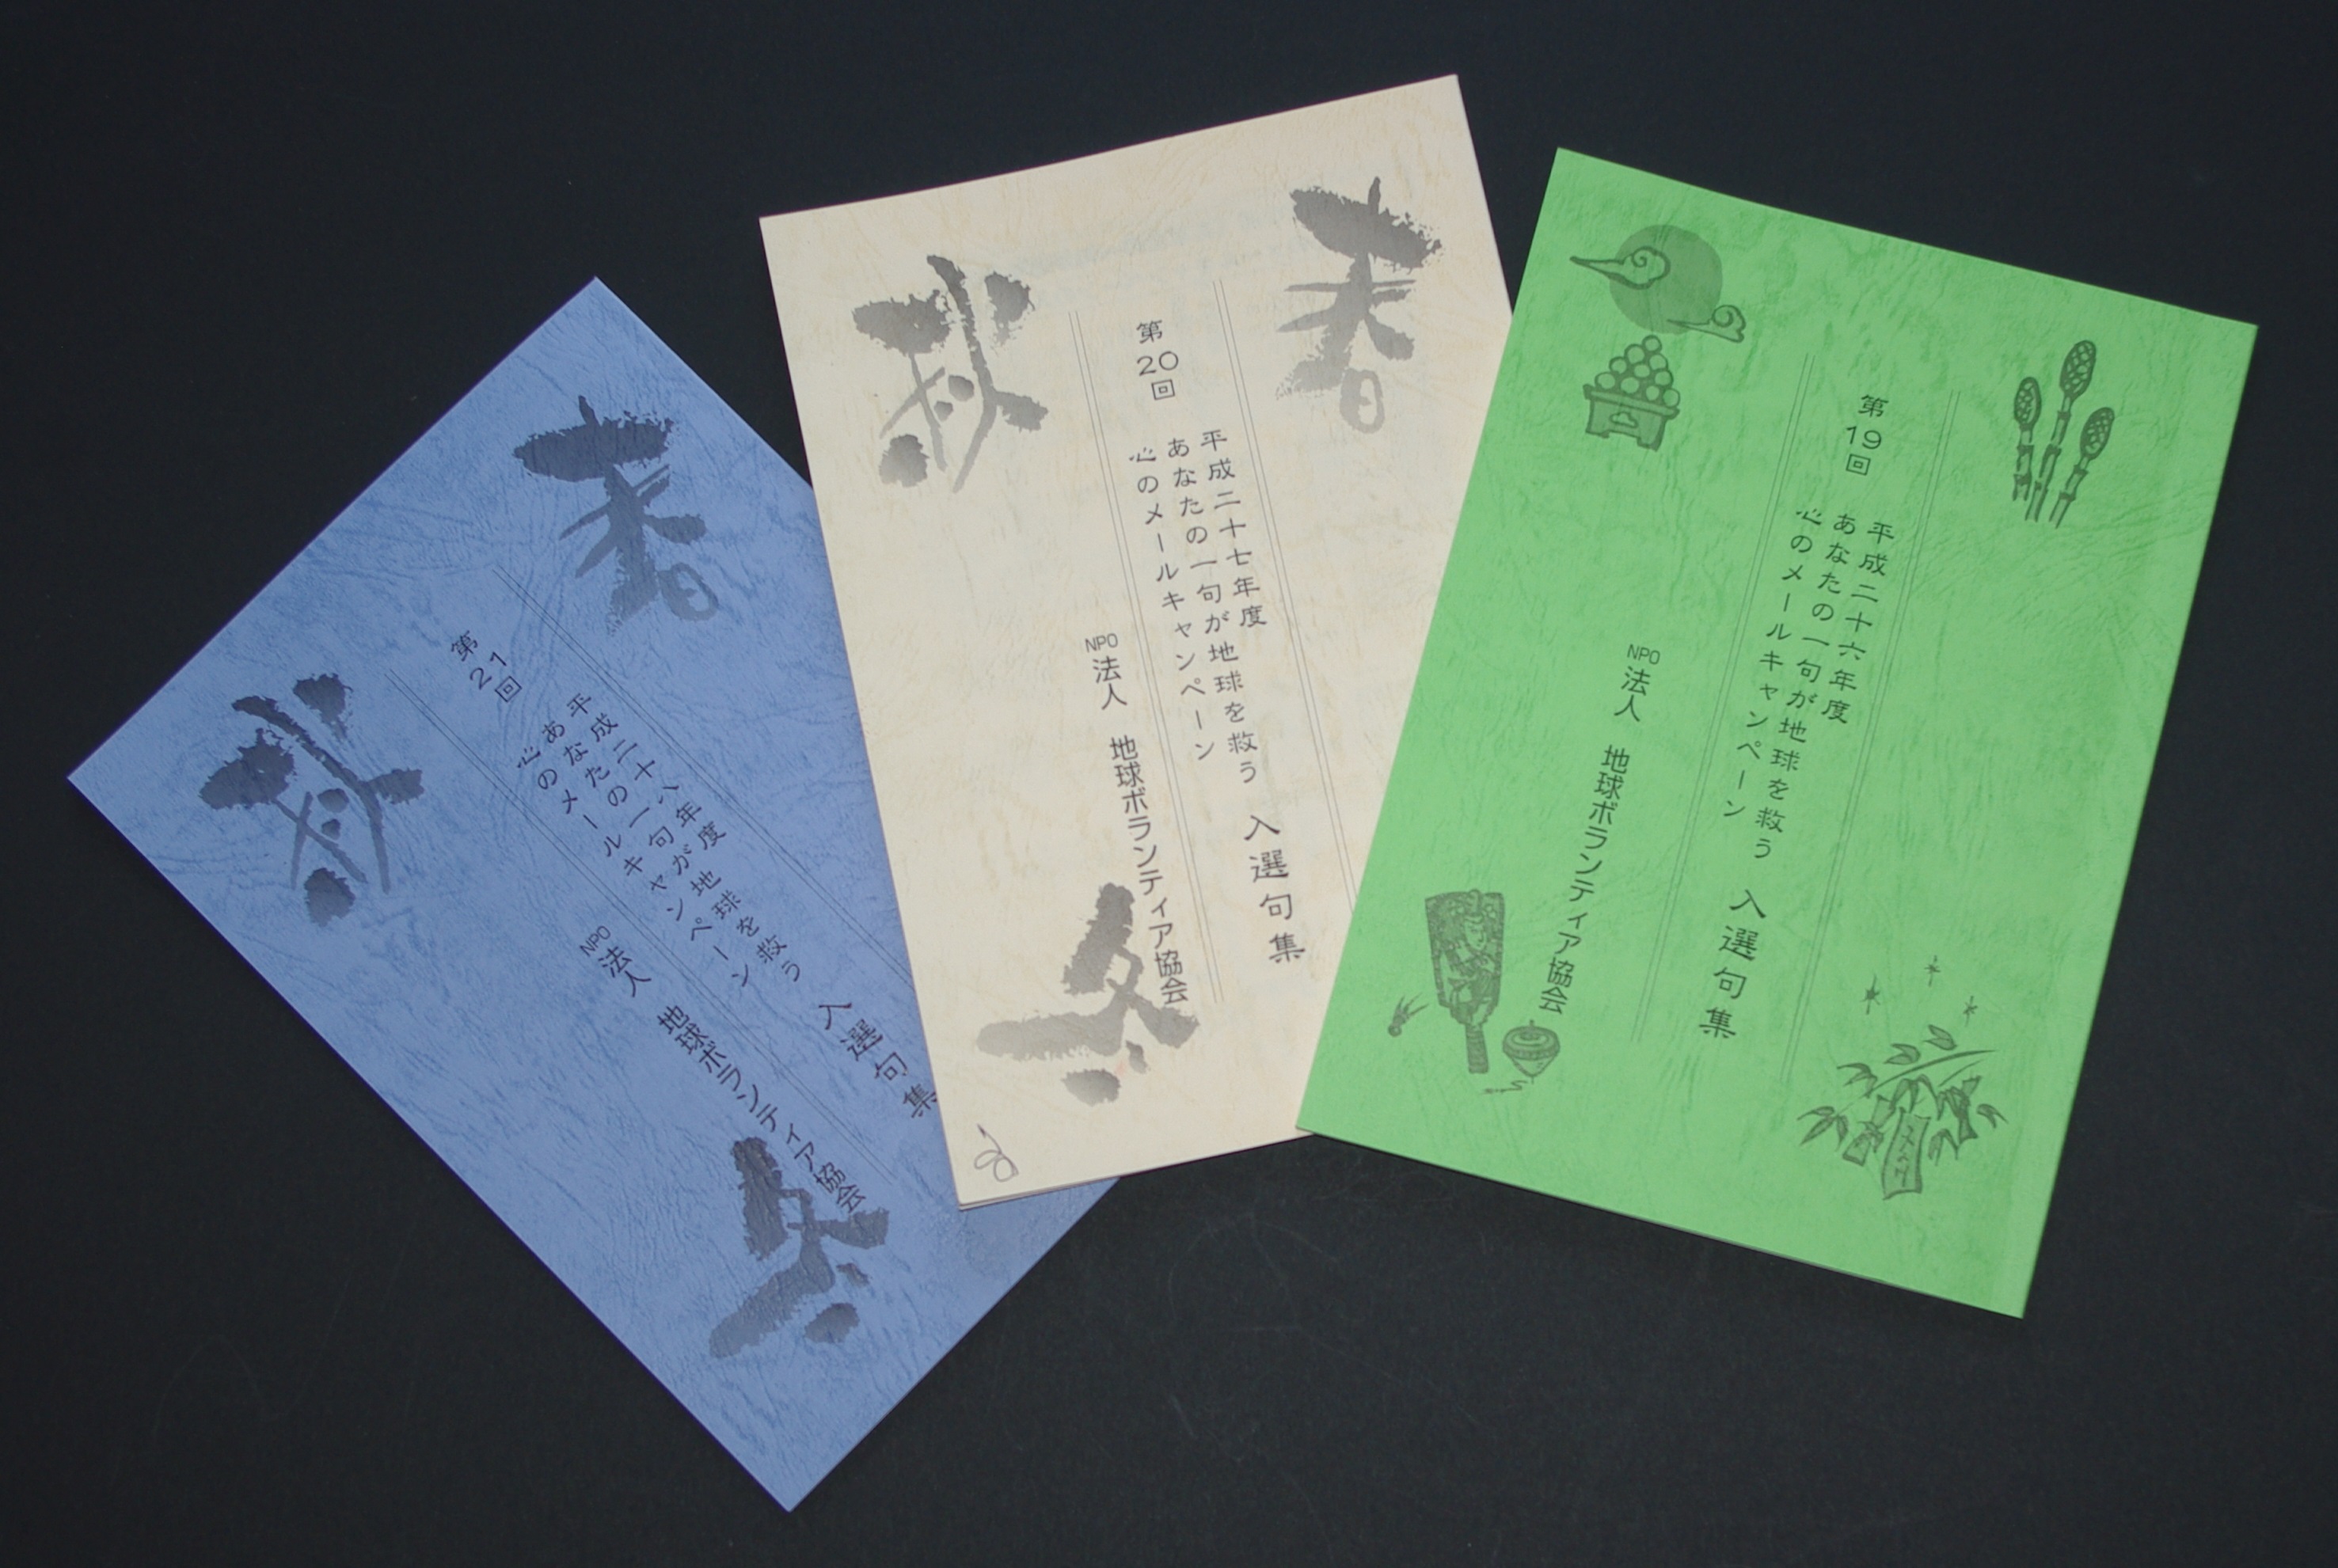 春
秋
冬
第21回
平成二十八年度
あなたの一句が地球を救う
心のメールキャンペーン
入選句集
NPO法人 地球ボランティア協会
春
秋
冬
第20回
平成二十七年度
あなたの一句が地球を救う
心のメールキャンペーン
入選句集
NPO法人 地球ボランティア協会
第19回
平成二十六年度
あなたの一句が地球を救う
心のメールキャンペーン
入選句集
NPO法人 地球ボランティア協会